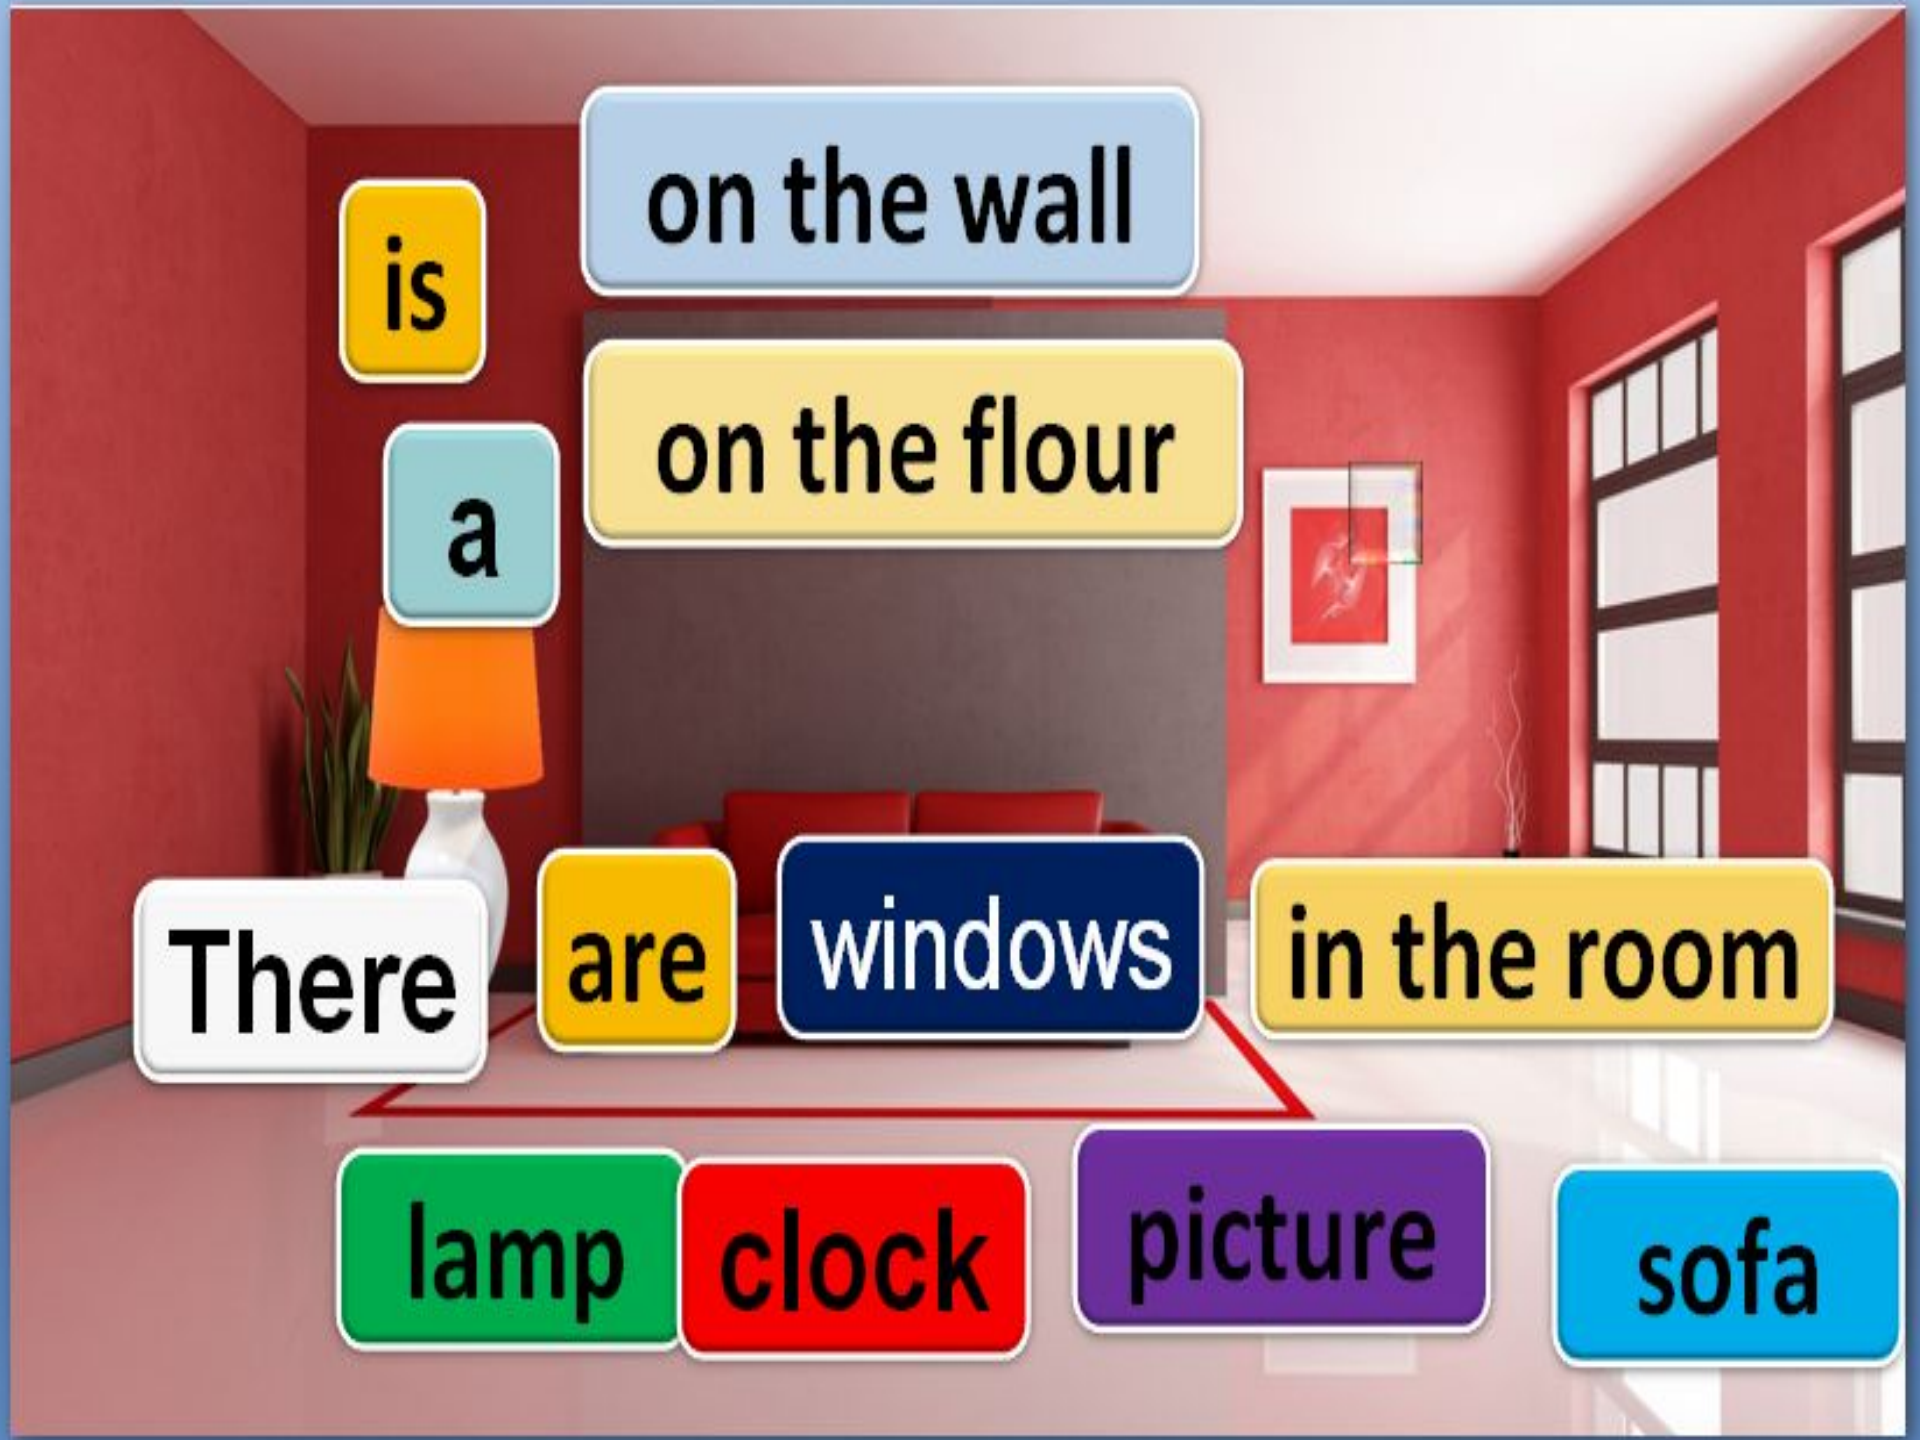 on the wall
is
on the flour
a
There
are
windows
in the room
lamp
clock
picture
sofa